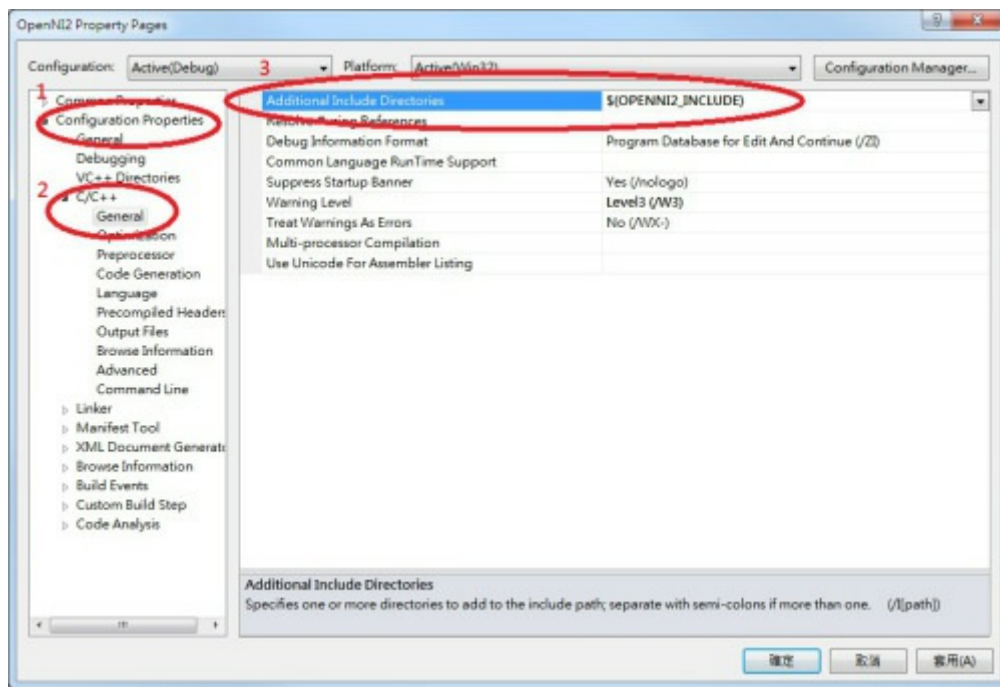 OpenNI2 Property Pages
Configuration: Active(Debug) 3 Platform: Active(Win32) Configuration Manager...
1 Common Properties
Configuration Properties
General
Debugging
VC++ Directories
2 C/C++
General
Optimization
Preprocessor
Code Generation
Language
Precompiled Headers
Output Files
Browse Information
Advanced
Command Line
Linker
Manifest Tool
XML Document Generato
Browse Information
Build Events
Custom Build Step
Code Analysis
Additional Include Directories $(OPENNI2_INCLUDE)
Resolve #using References
Debug Information Format Program Database for Edit And Continue (/ZI)
Common Language RunTime Support
Suppress Startup Banner Yes (/nologo)
Warning Level Level3 (/W3)
Treat Warnings As Errors No (/WX-)
Multi-processor Compilation
Use Unicode For Assembler Listing
Additional Include Directories
Specifies one or more directories to add to the include path; separate with semi-colons if more than one. (/I[path])
確定 取消 套用(A)